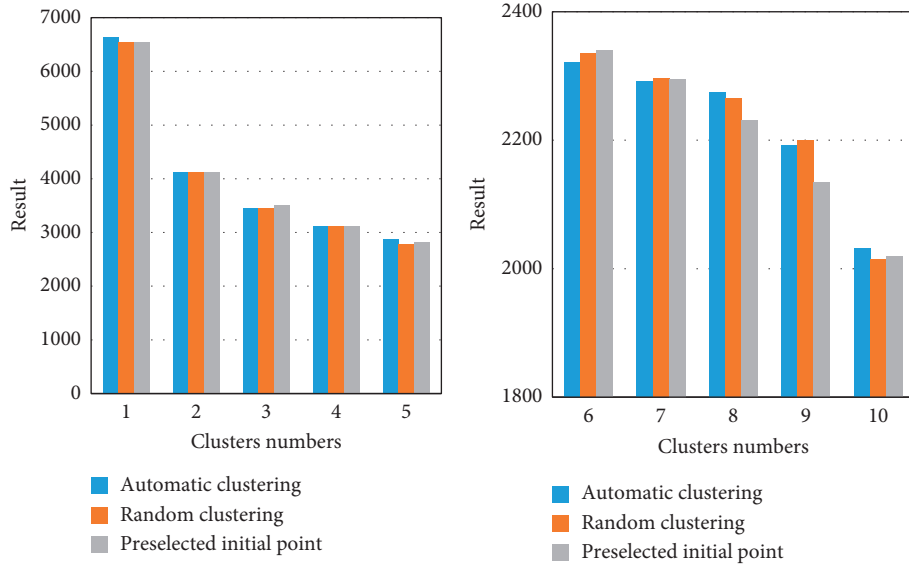 7000
6000
5000
4000
3000
2000
1000
0
Result
1 2 3 4 5
Clusters numbers
Automatic clustering
Random clustering
Preselected initial point
2400
2200
2000
1800
Result
6 7 8 9 10
Clusters numbers
Automatic clustering
Random clustering
Preselected initial point